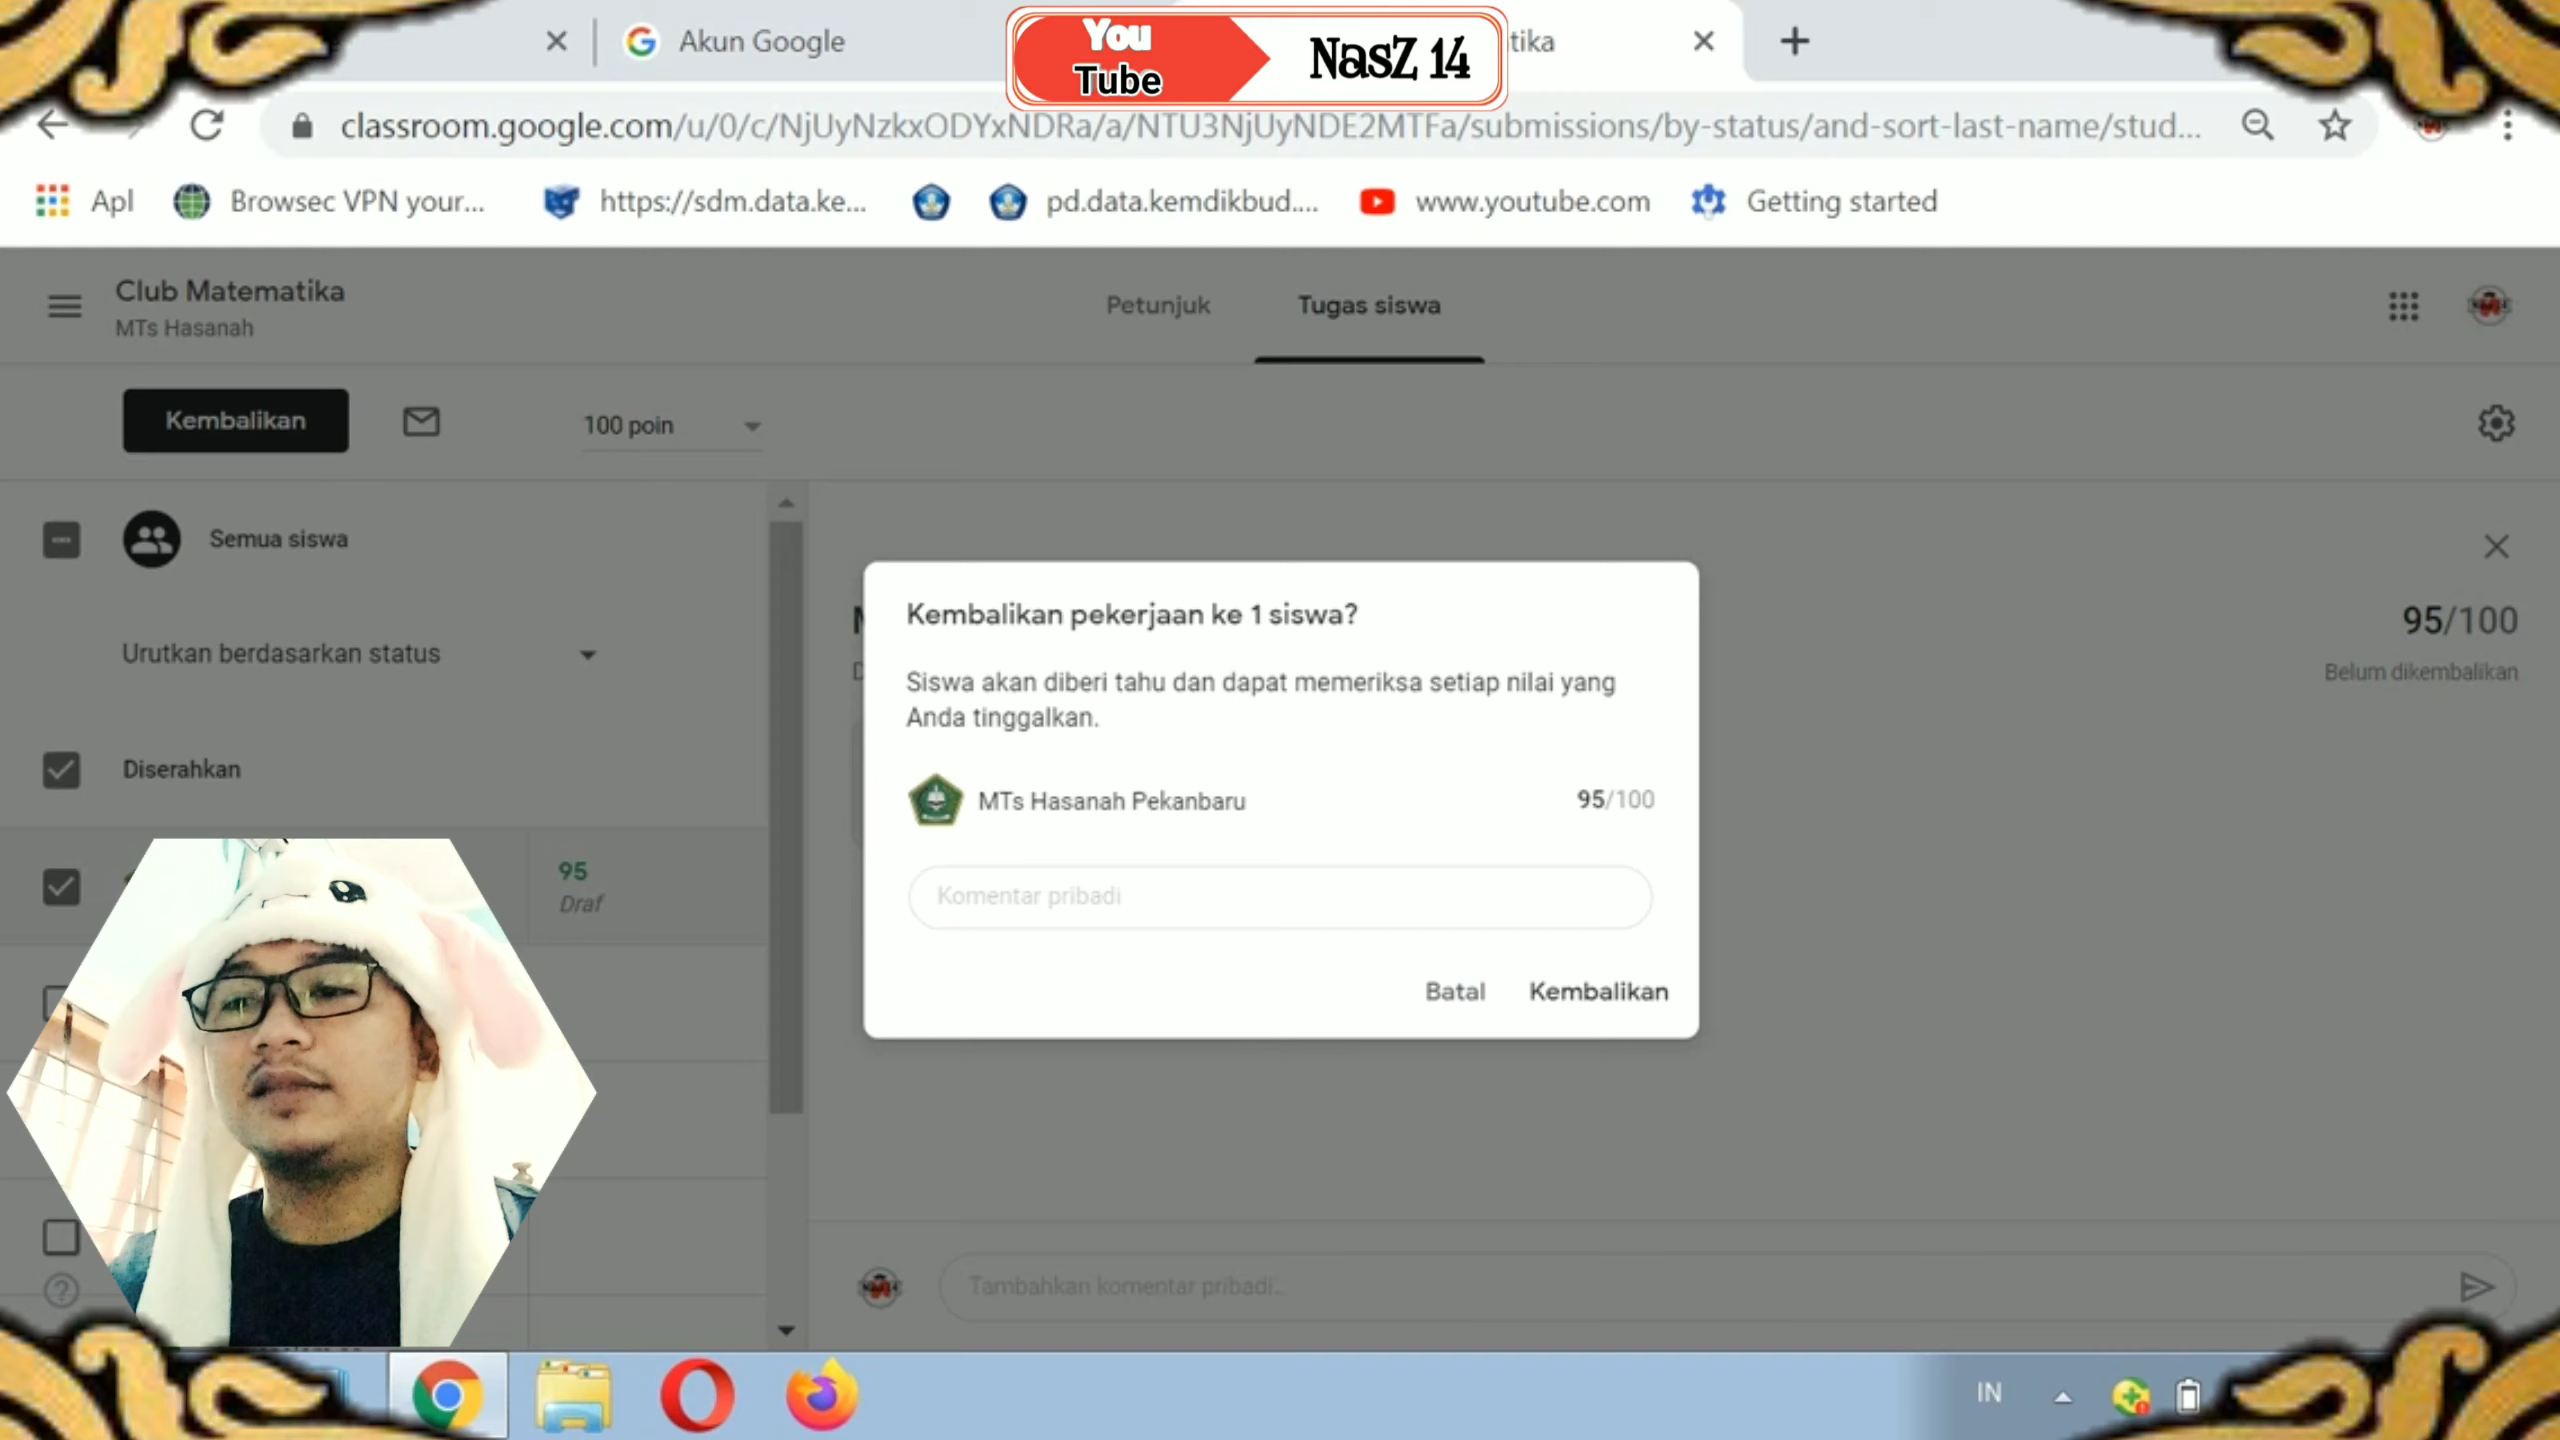 Akun Google
You
Tube
NasZ 14
tika
classroom.google.com/u/0/c/NjUyNzkxODYxNDRa/a/NTU3NjUyNDE2MTFa/submissions/by-status/and-sort-last-name/stud...
Apl
Browsec VPN your...
https://sdm.data.ke...
pd.data.kemdikbud....
www.youtube.com
Getting started
Club Matematika
MTs Hasanah
Petunjuk
Tugas siswa
Kembalikan
100 poin
Semua siswa
Urutkan berdasarkan status
95/100
Belum dikembalikan
Diserahkan
95
Draf
Kembalikan pekerjaan ke 1 siswa?
Siswa akan diberi tahu dan dapat memeriksa setiap nilai yang
Anda tinggalkan.
MTs Hasanah Pekanbaru
95/100
Komentar pribadi
Batal
Kembalikan
Tambahkan komentar pribadi...
IN